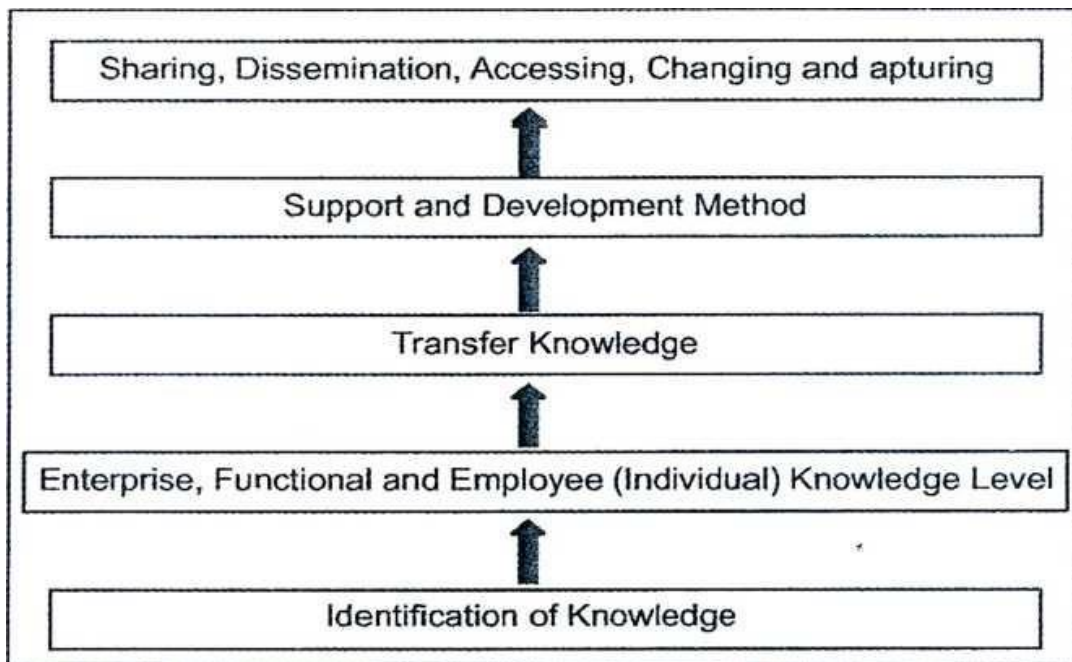 Sharing, Dissemination, Accessing, Changing and apturing
Support and Development Method
Transfer Knowledge
Enterprise, Functional and Employee (Individual) Knowledge Level
Identification of Knowledge